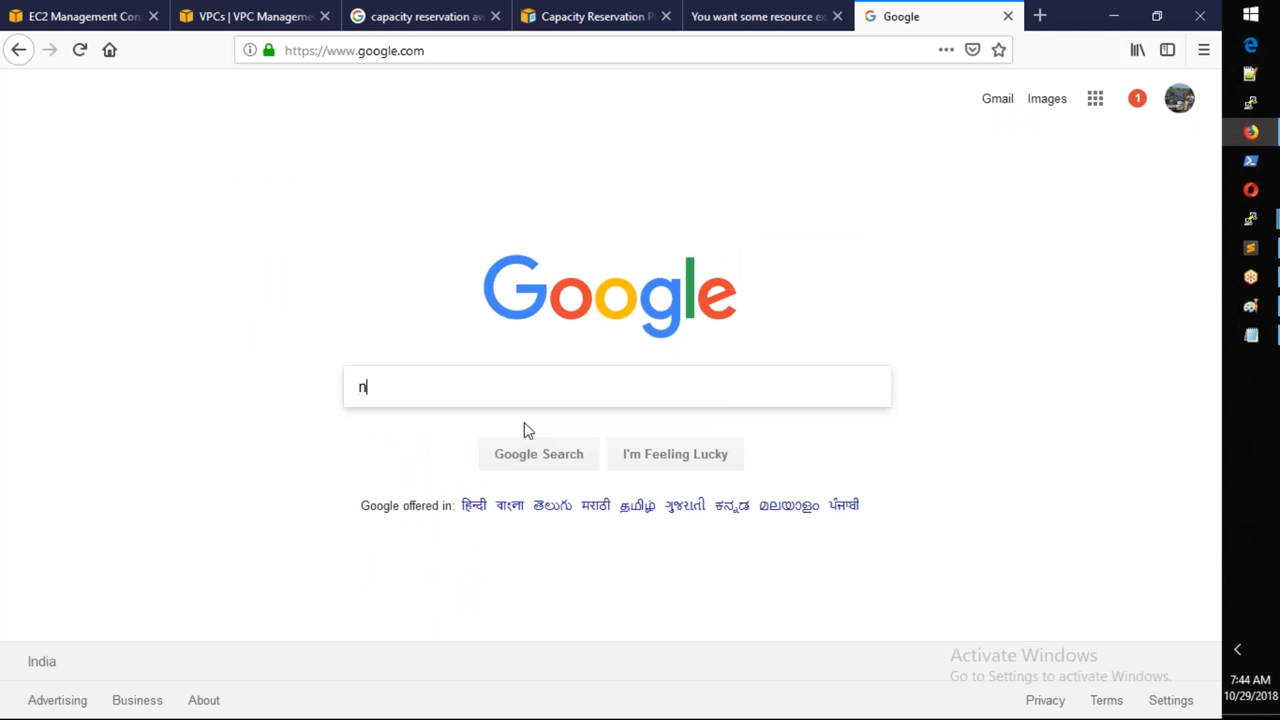 EC2 Management Con
VPCs | VPC Manageme
capacity reservation aw
Capacity Reservation P
You want some resource ex
Google
https://www.google.com
Gmail
Images
1
Google
n
Google Search
I'm Feeling Lucky
Google offered in: हिन्दी বাংলা తెలుగు मराठी தமிழ் ગુજરાતી ಕನ್ನಡ മലയാളം ਪੰਜਾਬੀ
India
Activate Windows
Go to Settings to activate Windows.
Advertising
Business
About
Privacy
Terms
Settings
7:44 AM
10/29/2018